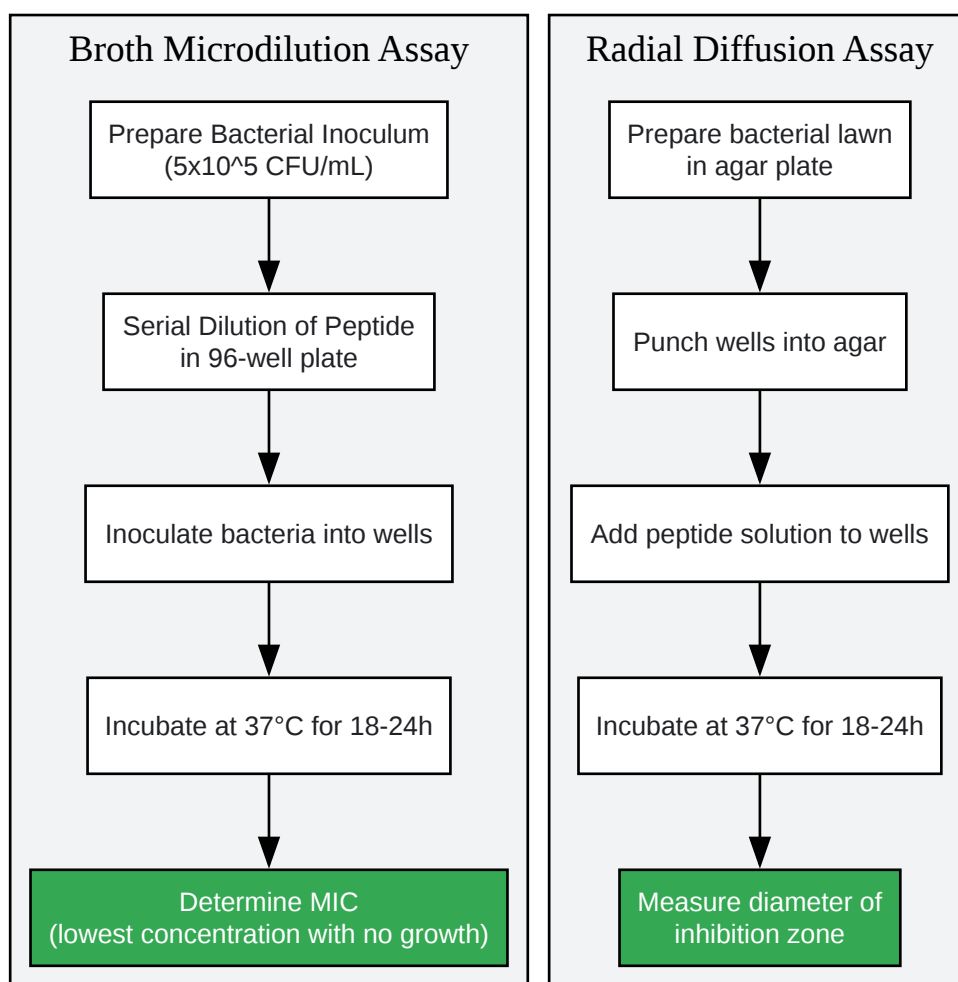 Broth Microdilution Assay
Prepare Bacterial Inoculum
(5x10^5 CFU/mL)
Serial Dilution of Peptide
in 96-well plate
Inoculate bacteria into wells
Incubate at 37°C for 18-24h
Determine MIC
(lowest concentration with no growth)
Radial Diffusion Assay
Prepare bacterial lawn
in agar plate
Punch wells into agar
Add peptide solution to wells
Incubate at 37°C for 18-24h
Measure diameter of
inhibition zone